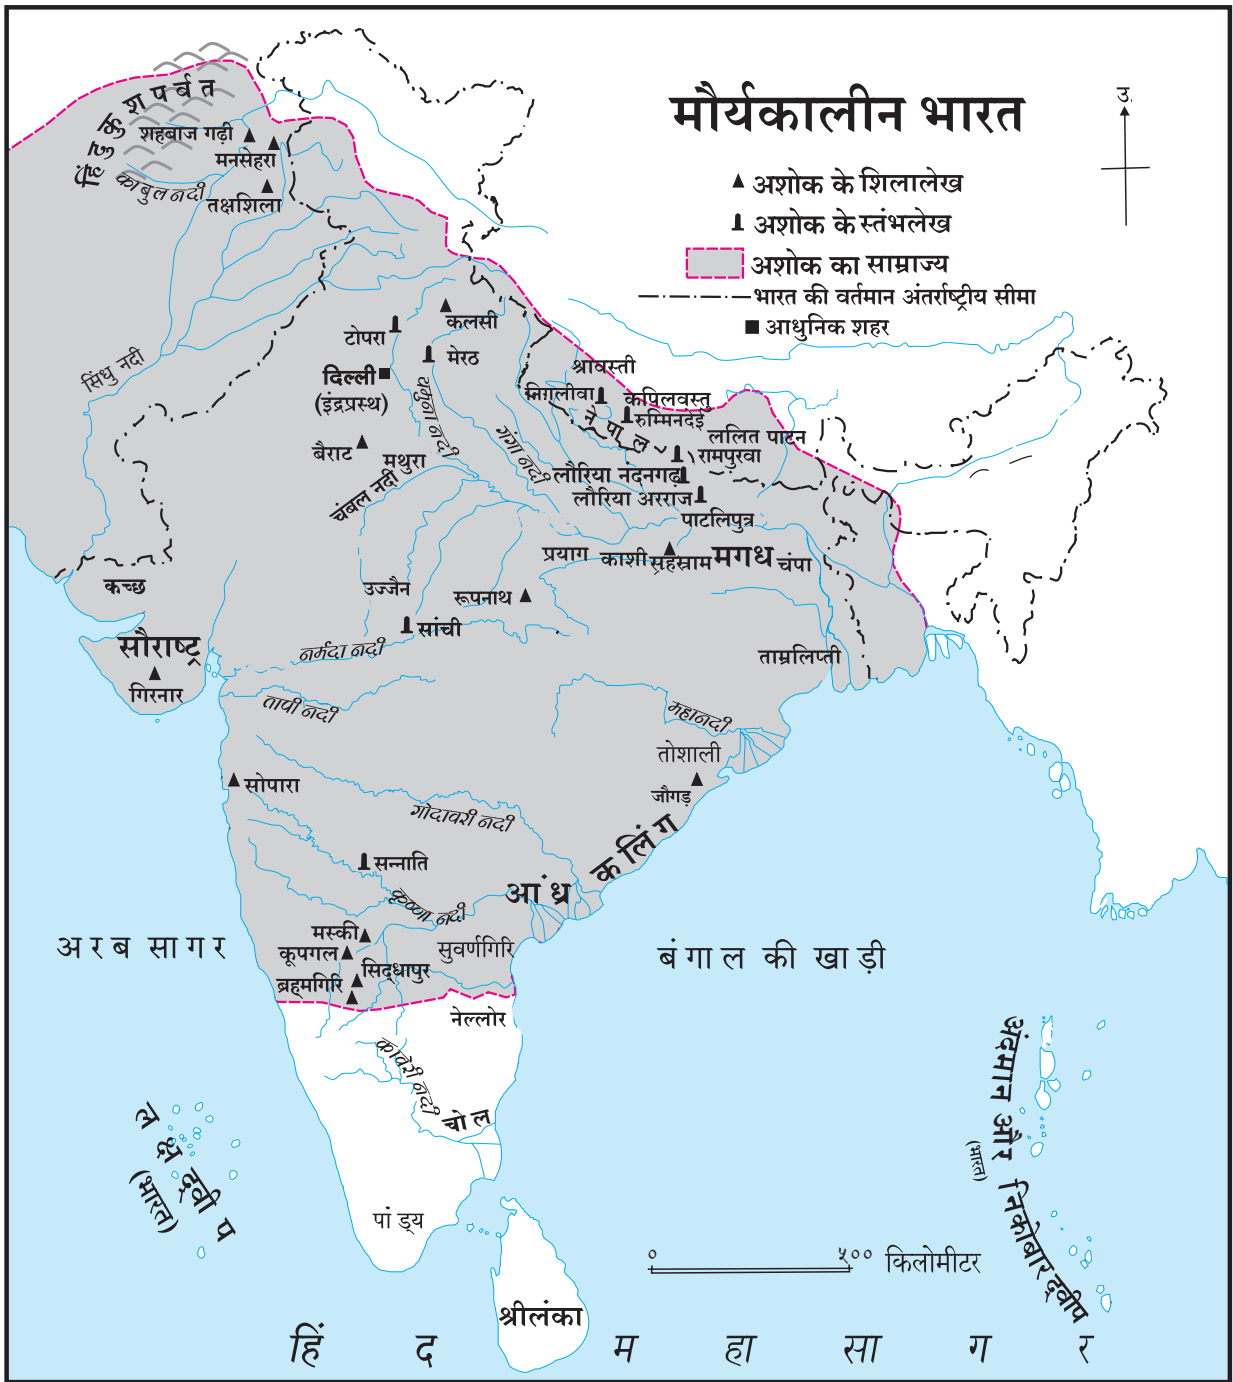 मौर्यकालीन भारत
उ.
अशोक के शिलालेख
अशोक के स्तंभलेख
अशोक का साम्राज्य
भारत की वर्तमान अंतर्राष्ट्रीय सीमा
आधुनिक शहर
हिंदुकुश पर्वत
शहबाज गढ़ी
मनसेहरा
काबुल नदी
तक्षशिला
सिंधु नदी
टोपरा
कलसी
मेरठ
दिल्ली
(इंद्रप्रस्थ)
यमुना नदी
गंगा नदी
श्रावस्ती
निगलीवा
कपिलवस्तु
रुम्मिनदेई
नेपाल
ललित पाटन
रामपुरवा
बैराट
मथुरा
चंबल नदी
लौरिया नंदनगढ़
लौरिया अरराज
पाटलिपुत्र
प्रयाग
काशी
सहस्राम
मगध
चंपा
कच्छ
उज्जैन
रूपनाथ
सांची
सौराष्ट्र
गिरनार
नर्मदा नदी
ताम्रलिप्ती
तापी नदी
महानदी
तोशाली
जौगड़
सोपारा
गोदावरी नदी
कलिंग
सन्नाति
आंध्र
कृष्णा नदी
मस्की
कूपगल
सुवर्णगिरि
सिद्धापुर
ब्रह्मगिरि
अरब सागर
बंगाल की खाड़ी
नेल्लोर
कावेरी नदी
चोल
पांड्य
लक्षद्वीप
(भारत)
अंदमान और निकोबार द्वीप
(भारत)
० ५०० किलोमीटर
श्रीलंका
हिंद महासागर